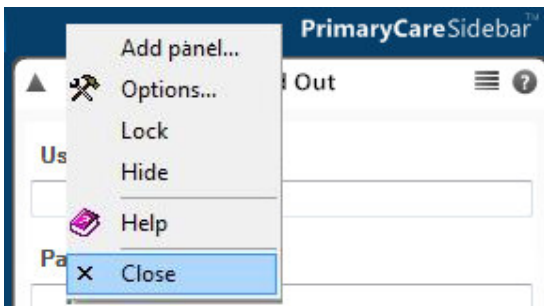 PrimaryCareSidebar™
Add panel...
Options...
d Out
Lock
Us
Hide
Help
Pa
Close